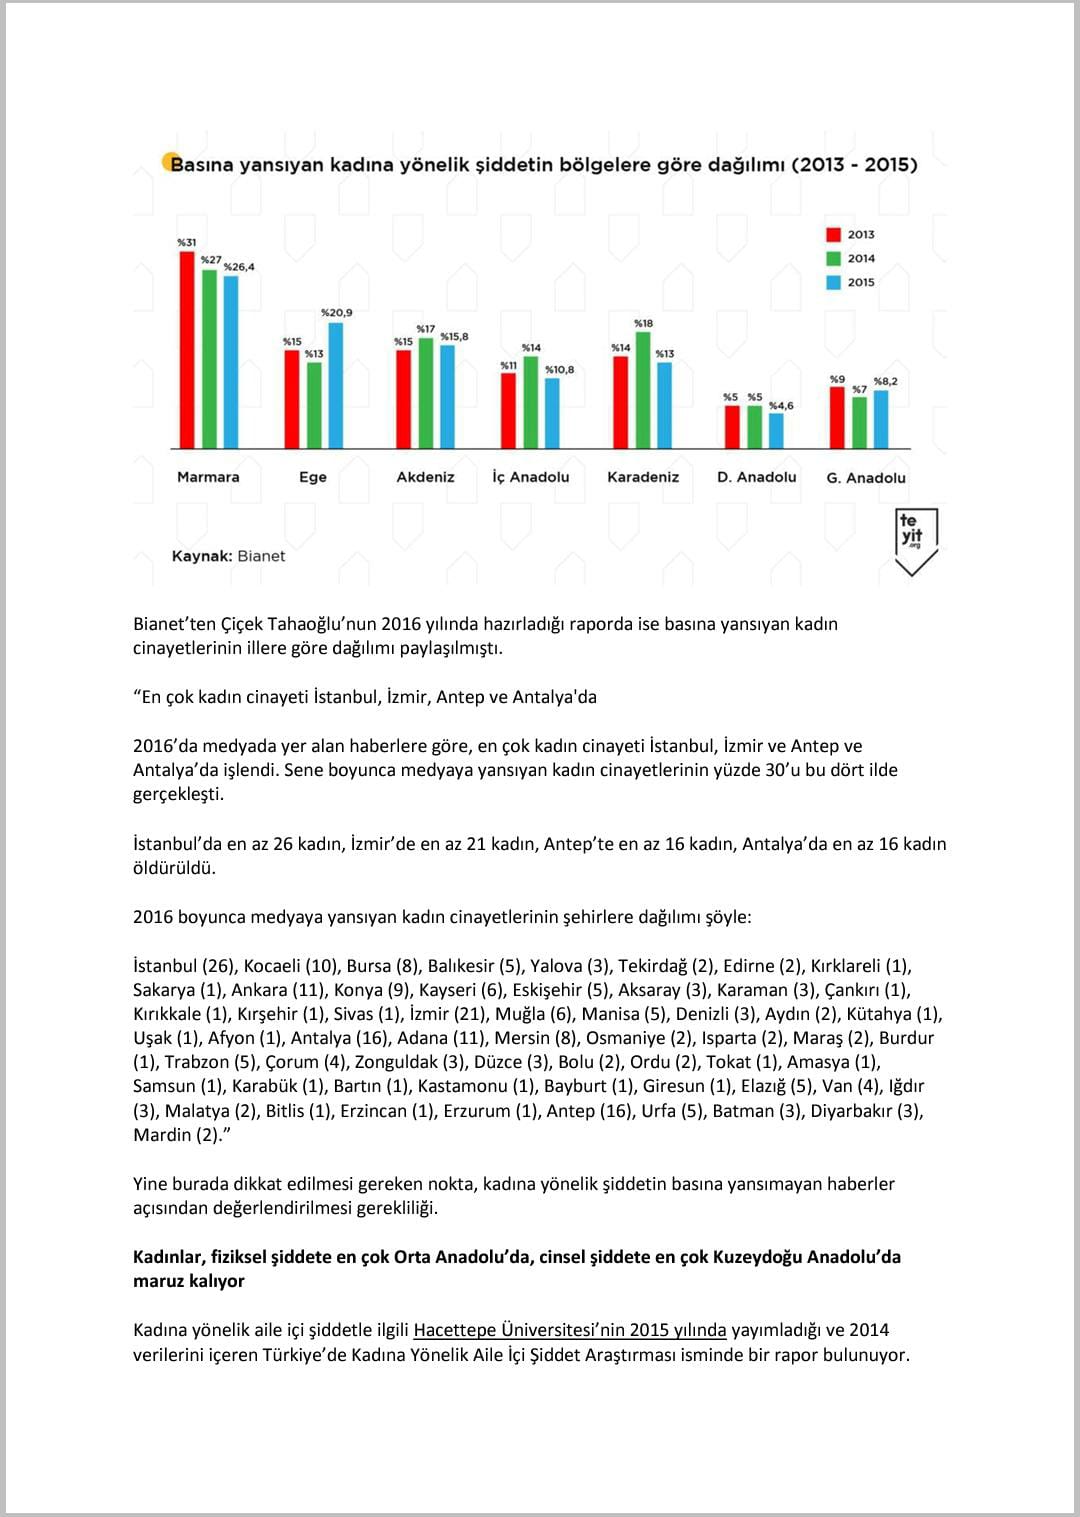 Basına yansıyan kadına yönelik şiddetin bölgelere göre dağılımı (2013 - 2015)
2013
2014
2015
%31
%27
%26,4
%15
%13
%20,9
%15
%17
%15,8
%11
%14
%10,8
%14
%18
%13
%5
%5
%4,6
%9
%7
%8,2
Marmara
Ege
Akdeniz
İç Anadolu
Karadeniz
D. Anadolu
G. Anadolu
te
yit
.org
Kaynak: Bianet
Bianet’ten Çiçek Tahaoğlu’nun 2016 yılında hazırladığı raporda ise basına yansıyan kadın
cinayetlerinin illere göre dağılımı paylaşılmıştı.
“En çok kadın cinayeti İstanbul, İzmir, Antep ve Antalya'da
2016’da medyada yer alan haberlere göre, en çok kadın cinayeti İstanbul, İzmir ve Antep ve
Antalya’da işlendi. Sene boyunca medyaya yansıyan kadın cinayetlerinin yüzde 30’u bu dört ilde
gerçekleşti.
İstanbul’da en az 26 kadın, İzmir’de en az 21 kadın, Antep’te en az 16 kadın, Antalya’da en az 16 kadın
öldürüldü.
2016 boyunca medyaya yansıyan kadın cinayetlerinin şehirlere dağılımı şöyle:
İstanbul (26), Kocaeli (10), Bursa (8), Balıkesir (5), Yalova (3), Tekirdağ (2), Edirne (2), Kırklareli (1),
Sakarya (1), Ankara (11), Konya (9), Kayseri (6), Eskişehir (5), Aksaray (3), Karaman (3), Çankırı (1),
Kırıkkale (1), Kırşehir (1), Sivas (1), İzmir (21), Muğla (6), Manisa (5), Denizli (3), Aydın (2), Kütahya (1),
Uşak (1), Afyon (1), Antalya (16), Adana (11), Mersin (8), Osmaniye (2), Isparta (2), Maraş (2), Burdur
(1), Trabzon (5), Çorum (4), Zonguldak (3), Düzce (3), Bolu (2), Ordu (2), Tokat (1), Amasya (1),
Samsun (1), Karabük (1), Bartın (1), Kastamonu (1), Bayburt (1), Giresun (1), Elazığ (5), Van (4), Iğdır
(3), Malatya (2), Bitlis (1), Erzincan (1), Erzurum (1), Antep (16), Urfa (5), Batman (3), Diyarbakır (3),
Mardin (2).”
Yine burada dikkat edilmesi gereken nokta, kadına yönelik şiddetin basına yansımayan haberler
açısından değerlendirilmesi gerekliliği.
Kadınlar, fiziksel şiddete en çok Orta Anadolu’da, cinsel şiddete en çok Kuzeydoğu Anadolu’da
maruz kalıyor
Kadına yönelik aile içi şiddetle ilgili Hacettepe Üniversitesi’nin 2015 yılında yayımladığı ve 2014
verilerini içeren Türkiye’de Kadına Yönelik Aile İçi Şiddet Araştırması isminde bir rapor bulunuyor.